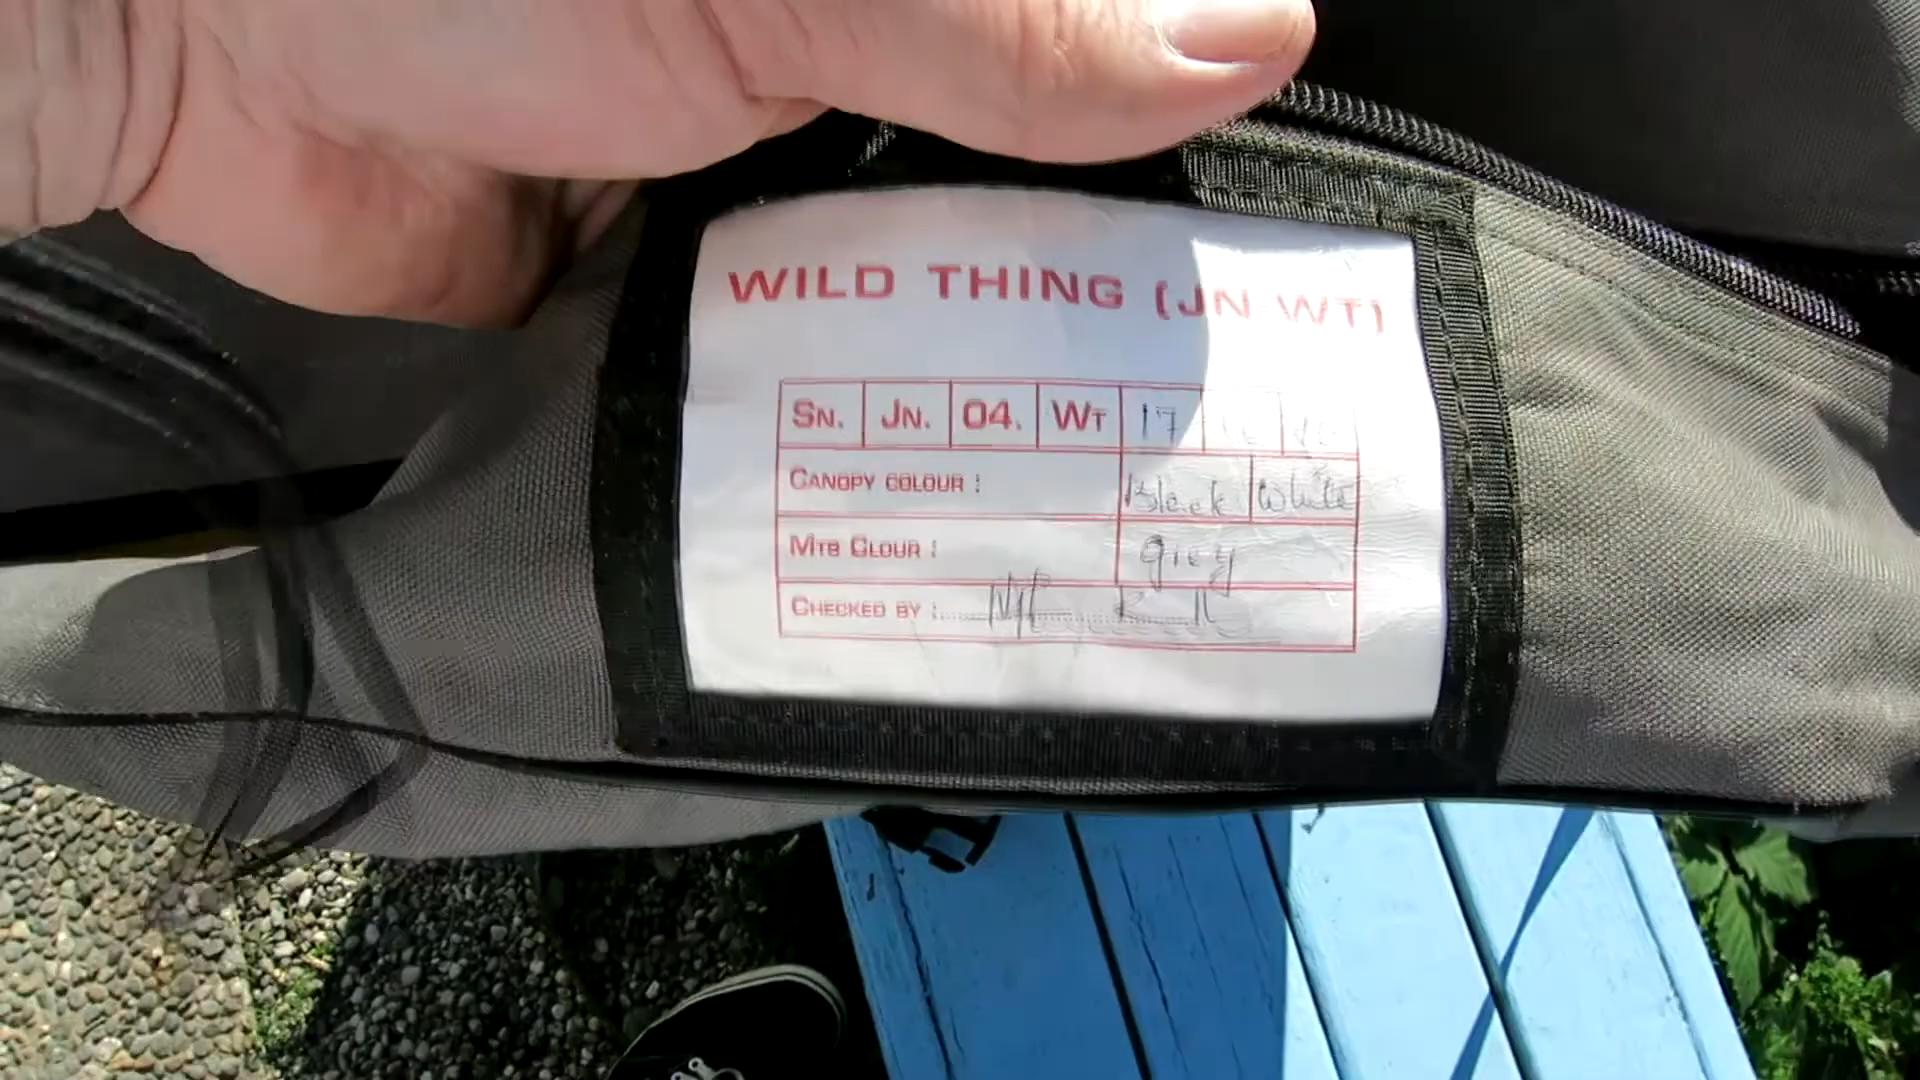 WILD THING (JN WT)
SN. JN. 04. WT 17
CANOPY COLOUR : Black White
MTB CLOUR : grey
CHECKED BY :